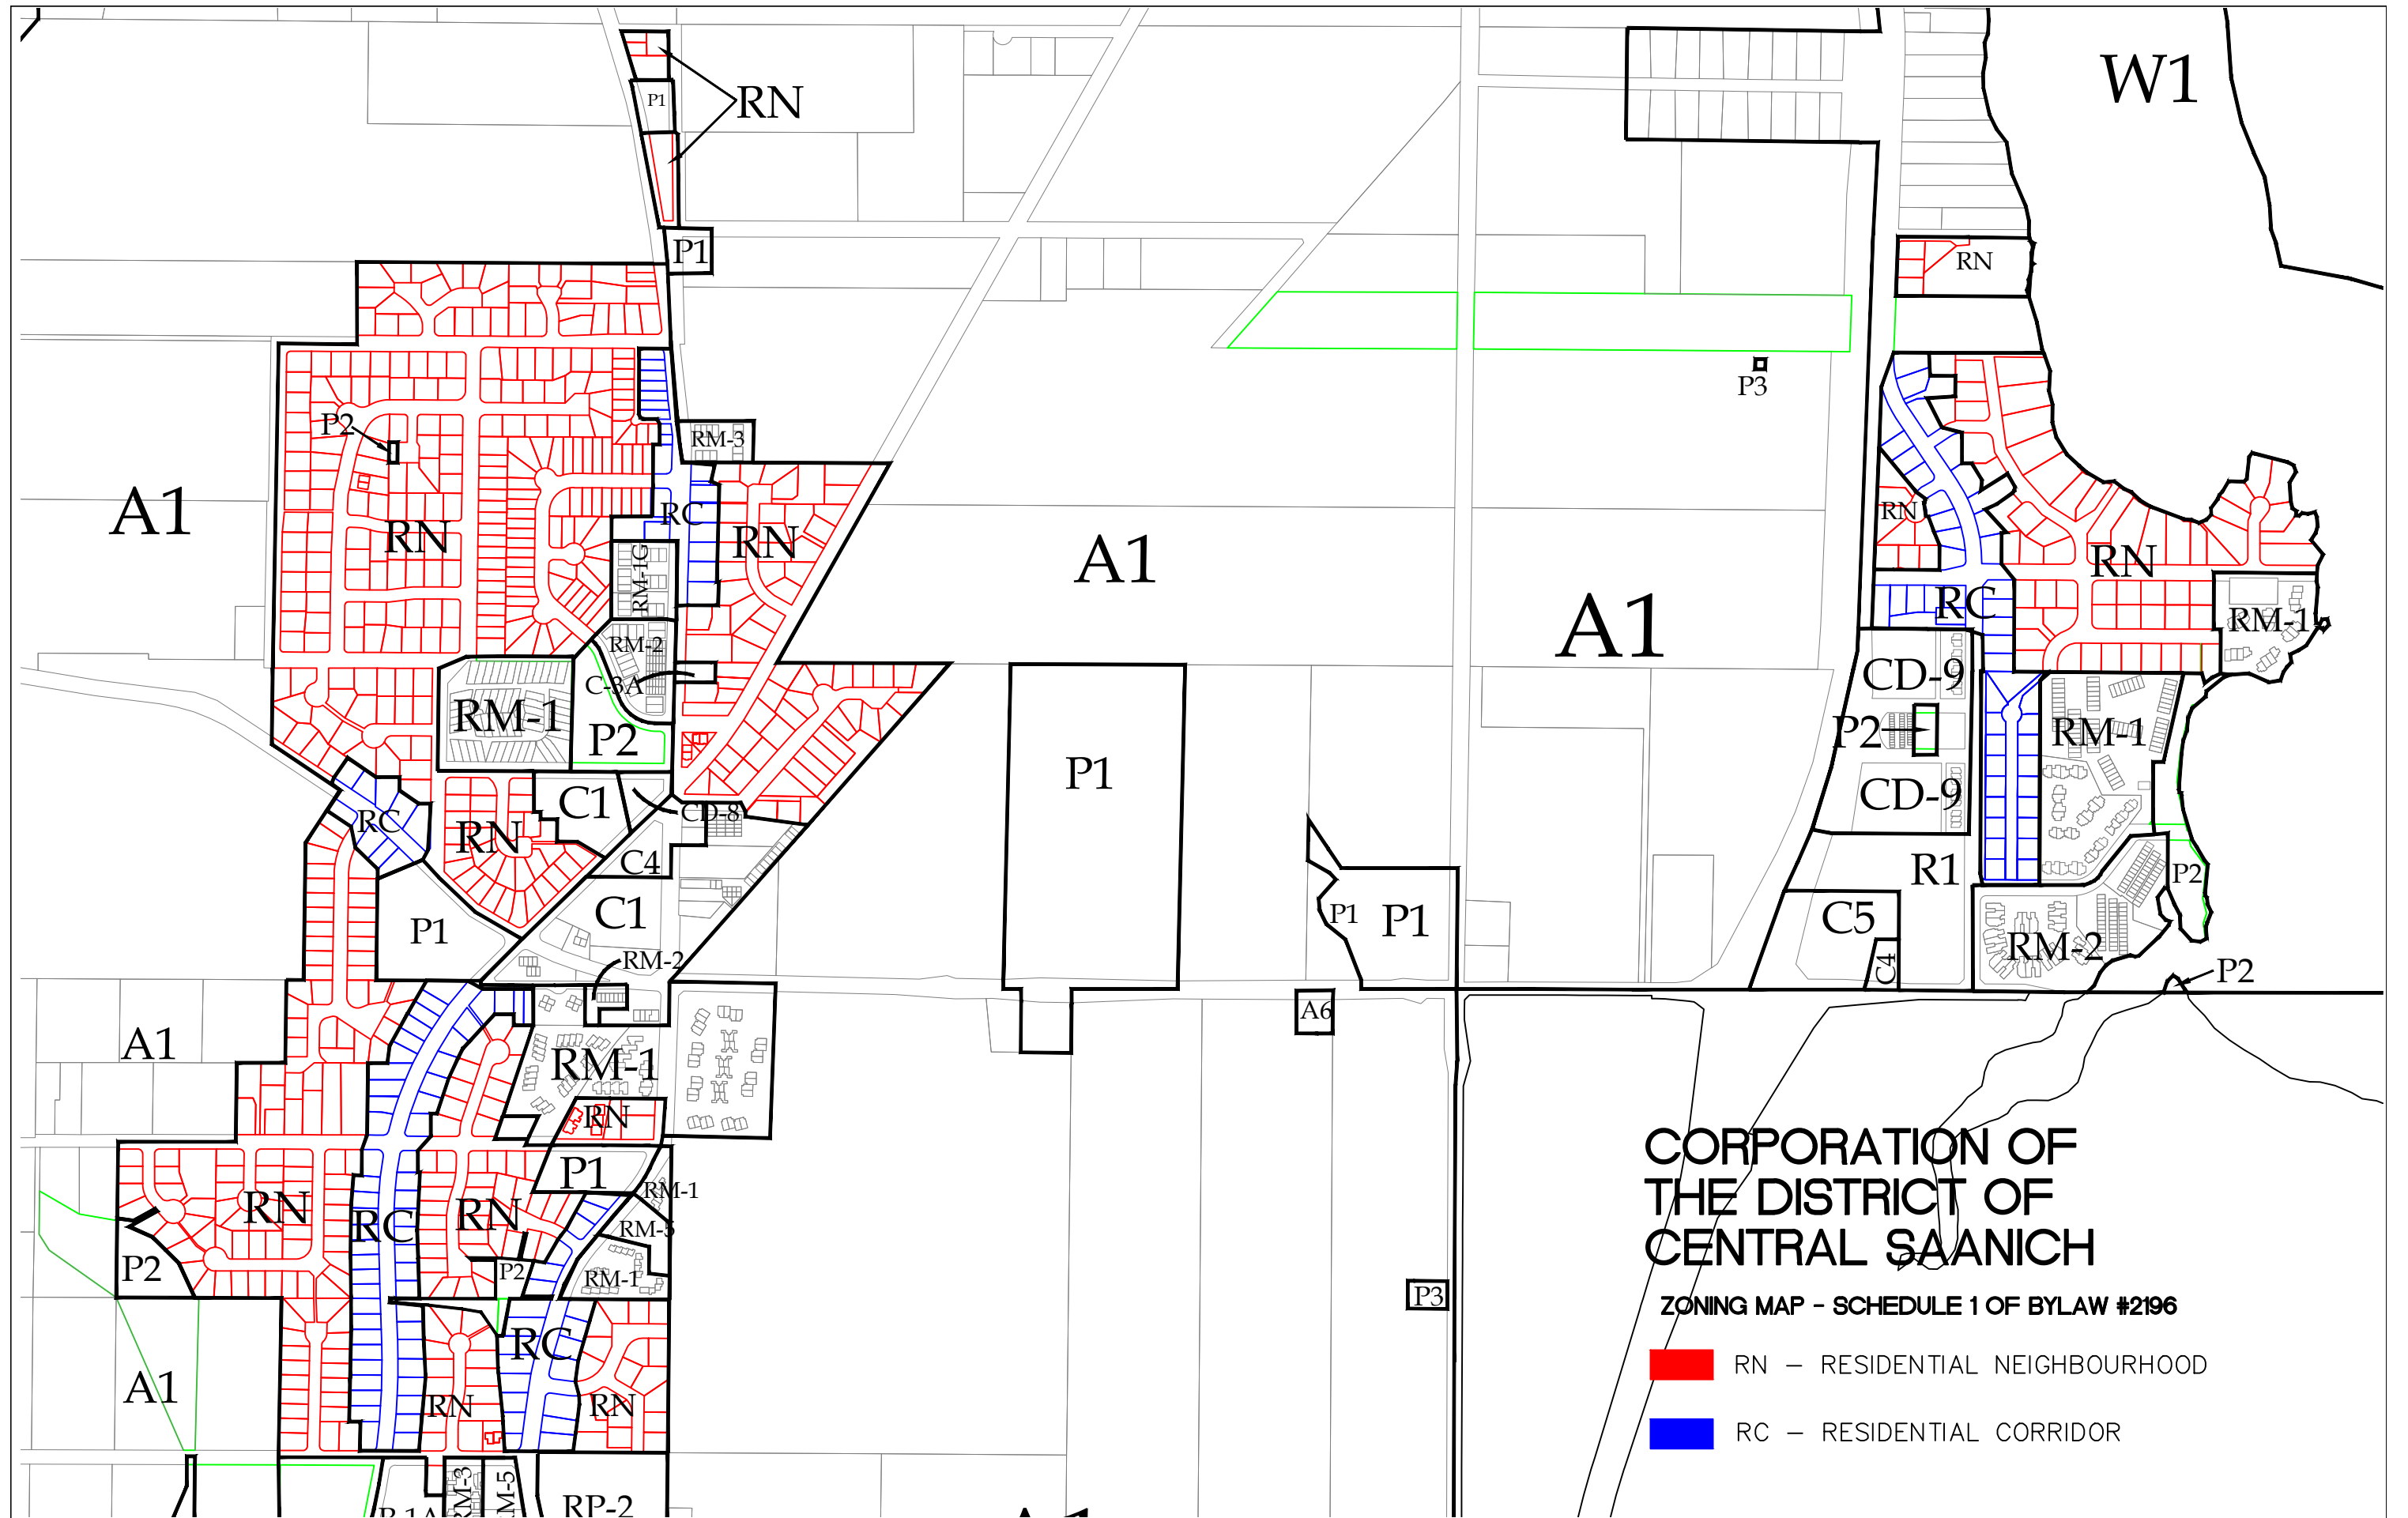 W1
RN
P1
P1
RN
P3
P2
RM-3
A1
RC
RN
RN
RN
A1
RN
RM-1G
A1
RC
RM-1
RM-2
C-3A
CD-9
RM-1
P2
P2
RM-1
P1
CD-9
C1
CD-8
RC
RN
C4
R1
P2
C1
P1
P1
P1
C5
RM-2
RM-2
C4
P2
A6
A1
RM-1
RN
CORPORATION OF
THE DISTRICT OF
CENTRAL SAANICH
P1
RM-1
RN
RC
RN
RM-5
P2
P2
RM-1
P3
ZONING MAP - SCHEDULE 1 OF BYLAW #2196
RC
RN - RESIDENTIAL NEIGHBOURHOOD
A1
RN
RN
RC - RESIDENTIAL CORRIDOR
RP-2